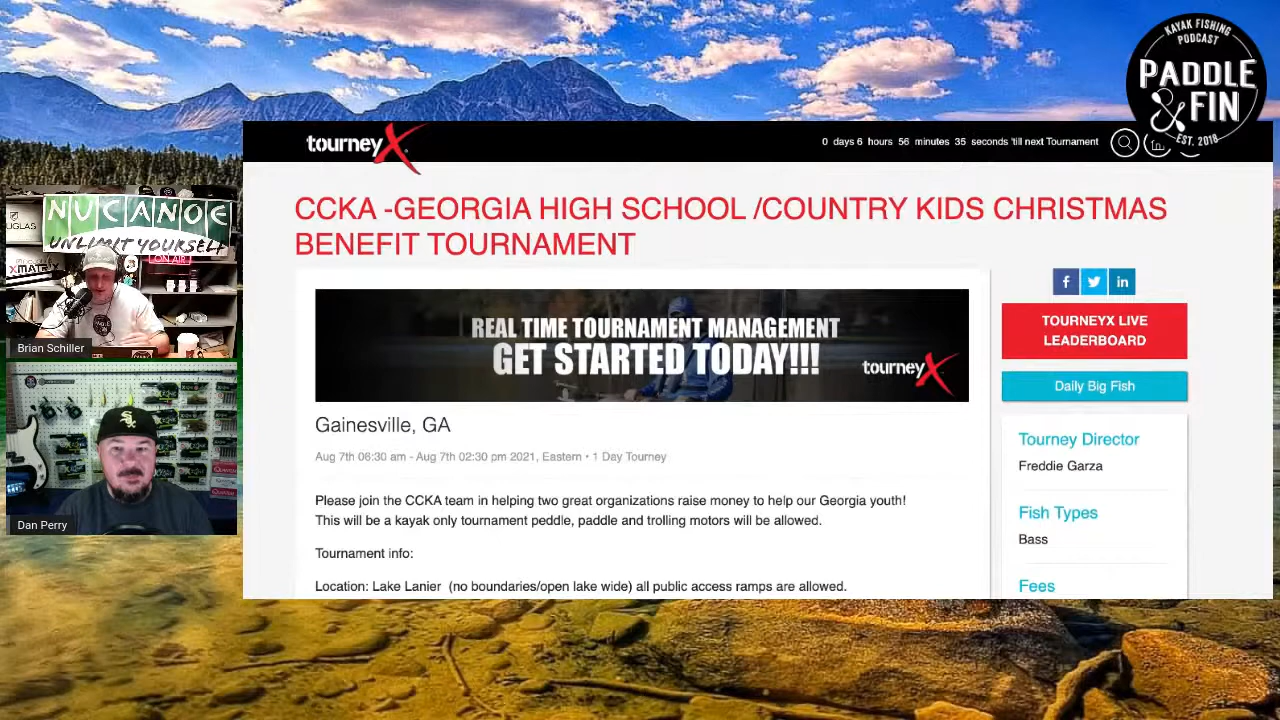 KAYAK FISHING
PODCAST
PADDLE
& FIN
EST. 2018
tourneyX
0 days 6 hours 56 minutes 35 seconds 'till next Tournament
CCKA -GEORGIA HIGH SCHOOL /COUNTRY KIDS CHRISTMAS
BENEFIT TOURNAMENT
NUCANOE
UNLIMIT YOURSELF
ON AIR
XMATRIX
Brian Schiller
Dan Perry
REAL TIME TOURNAMENT MANAGEMENT
GET STARTED TODAY!!!
tourneyX
Gainesville, GA
Aug 7th 06:30 am - Aug 7th 02:30 pm 2021, Eastern • 1 Day Tourney
Please join the CCKA team in helping two great organizations raise money to help our Georgia youth!
This will be a kayak only tournament peddle, paddle and trolling motors will be allowed.
Tournament info:
Location: Lake Lanier (no boundaries/open lake wide) all public access ramps are allowed.
f
in
TOURNEYX LIVE
LEADERBOARD
Daily Big Fish
Tourney Director
Freddie Garza
Fish Types
Bass
Fees